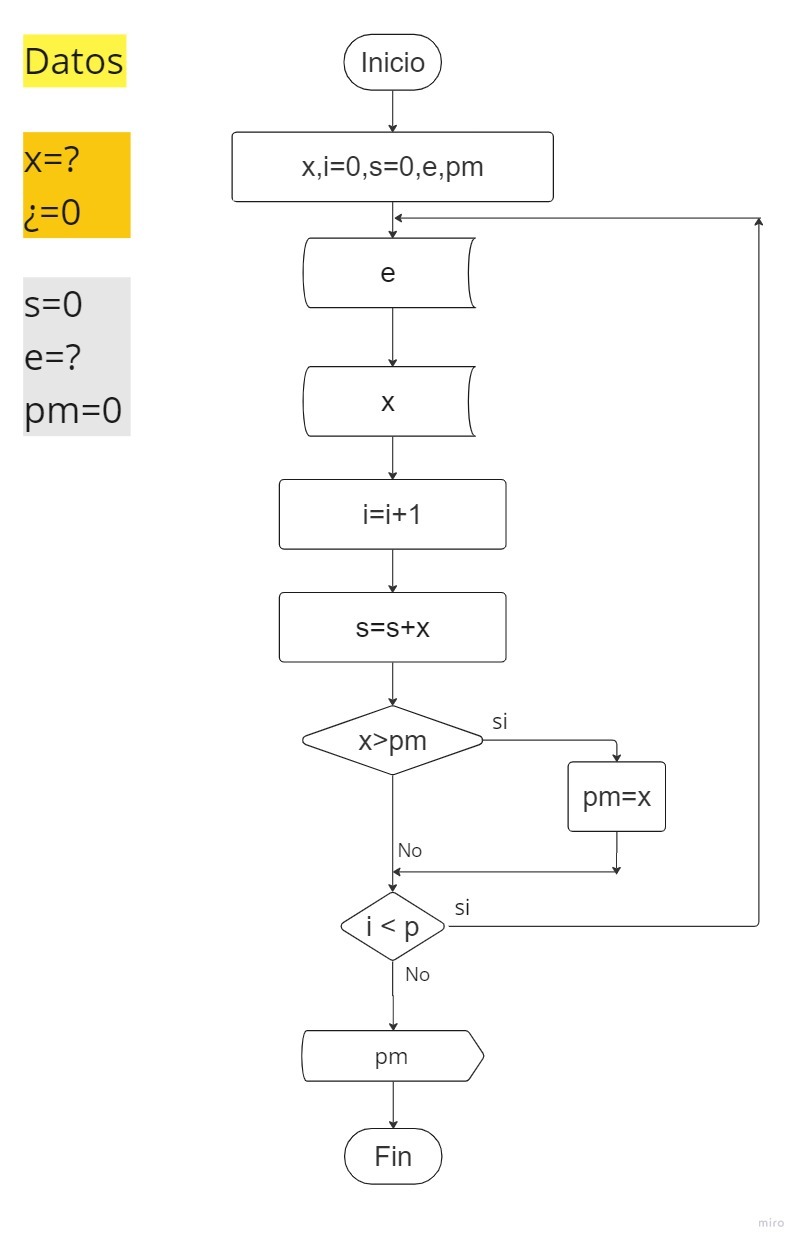 Datos
x=?
¿=0
s=0
e=?
pm=0
Inicio
x,i=0,s=0,e,pm
e
x
i=i+1
s=s+x
x>pm
si
pm=x
No
i < p
si
No
pm
Fin
miro